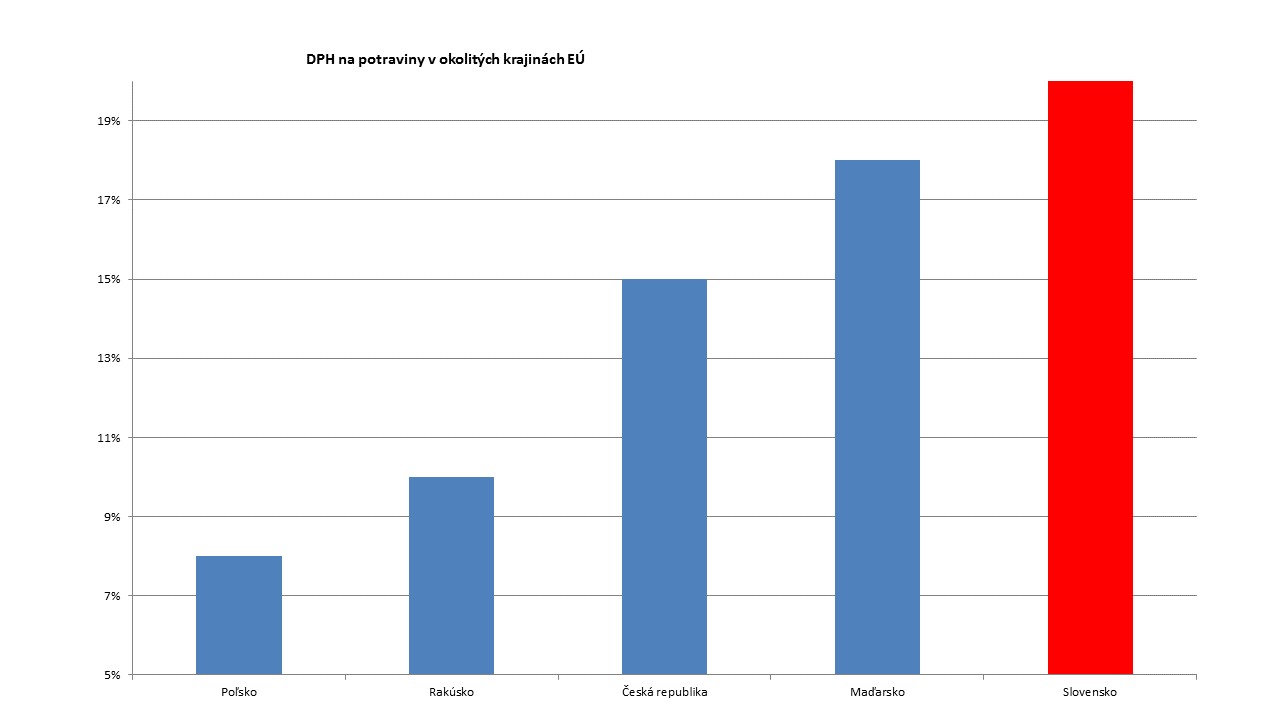 DPH na potraviny v okolitých krajinách EÚ
19%
17%
15%
13%
11%
9%
7%
5%
Poľsko
Rakúsko
Česká republika
Maďarsko
Slovensko